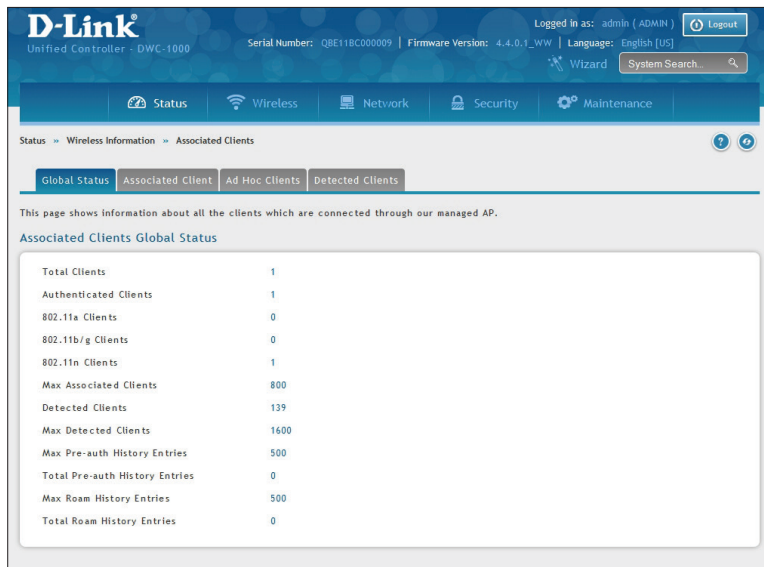 D-Link®
Unified Controller - DWC-1000
Logged in as: admin ( ADMIN )
Logout
Serial Number: QBE11BC000009 | Firmware Version: 4.4.0.1_WW | Language: English [US]
Wizard
System Search...
Status
Wireless
Network
Security
Maintenance
Status » Wireless Information » Associated Clients
?
Global Status
Associated Client
Ad Hoc Clients
Detected Clients
This page shows information about all the clients which are connected through our managed AP.
Associated Clients Global Status
Total Clients 1
Authenticated Clients 1
802.11a Clients 0
802.11b/g Clients 0
802.11n Clients 1
Max Associated Clients 800
Detected Clients 139
Max Detected Clients 1600
Max Pre-auth History Entries 500
Total Pre-auth History Entries 0
Max Roam History Entries 500
Total Roam History Entries 0